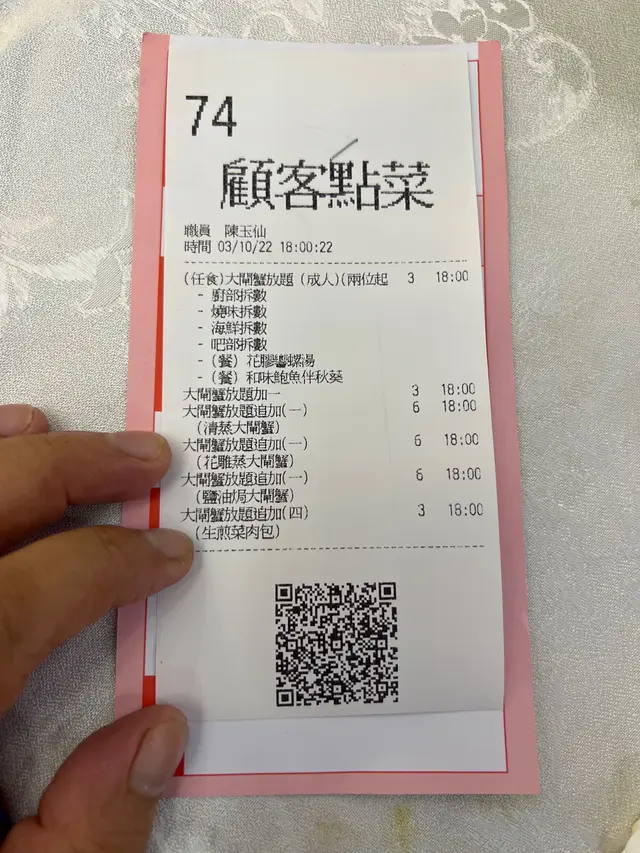 74
顧客點菜
職員 陳玉仙
時間 03/10/22 18:00:22
(任食)大閘蟹放題 (成人)(兩位起 3 18:00
- 廚部拆數
- 燒味拆數
- 海鮮拆數
- 吧部拆數
- (餐) 花膠響螺湯
- (餐) 和味鮑魚伴秋葵
大閘蟹放題加一 3 18:00
大閘蟹放題追加(一) 6 18:00
(清蒸大閘蟹)
大閘蟹放題追加(一) 6 18:00
(花雕蒸大閘蟹)
大閘蟹放題追加(一) 6 18:00
(鹽油焗大閘蟹)
大閘蟹放題追加(四) 3 18:00
(生煎菜肉包)